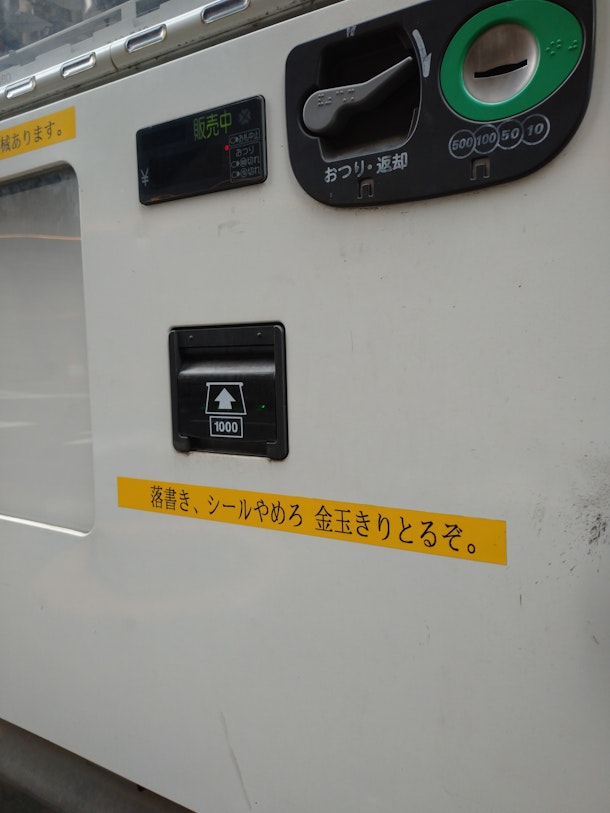 械あります。
販売中
おつり
¥
おつり・返却
500 100 50 10
1000
落書き、シールやめろ 金玉きりとるぞ。